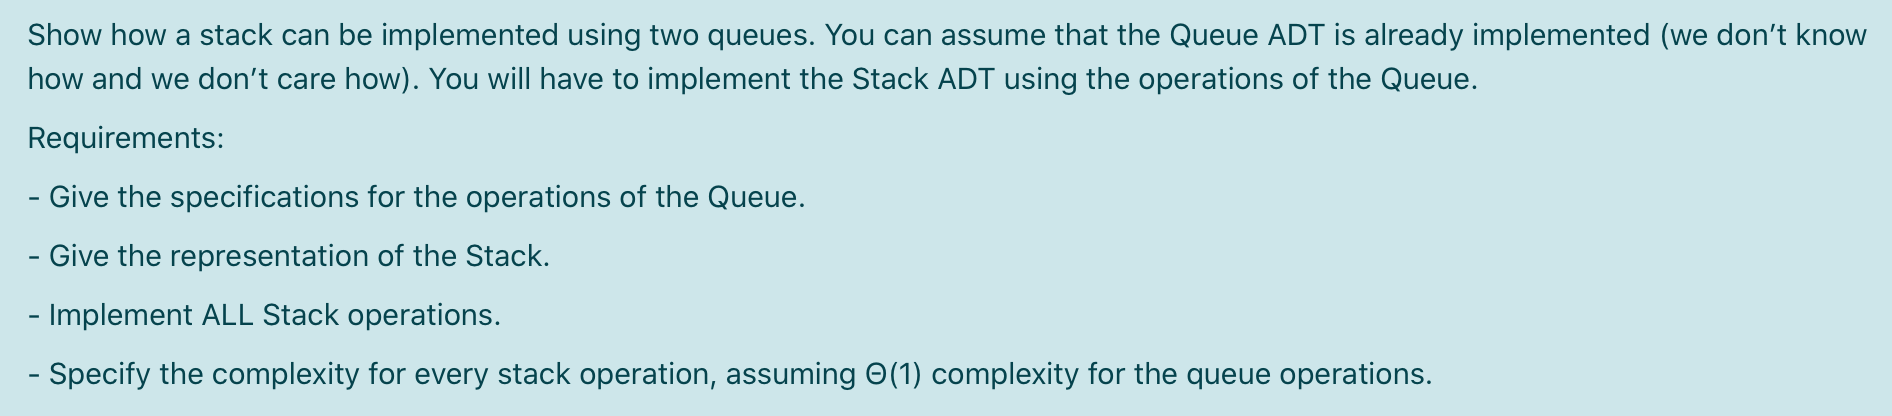 Show how a stack can be implemented using two queues. You can assume that the Queue ADT is already implemented (we don’t know
how and we don’t care how). You will have to implement the Stack ADT using the operations of the Queue.
Requirements:
- Give the specifications for the operations of the Queue.
- Give the representation of the Stack.
- Implement ALL Stack operations.
- Specify the complexity for every stack operation, assuming Θ(1) complexity for the queue operations.